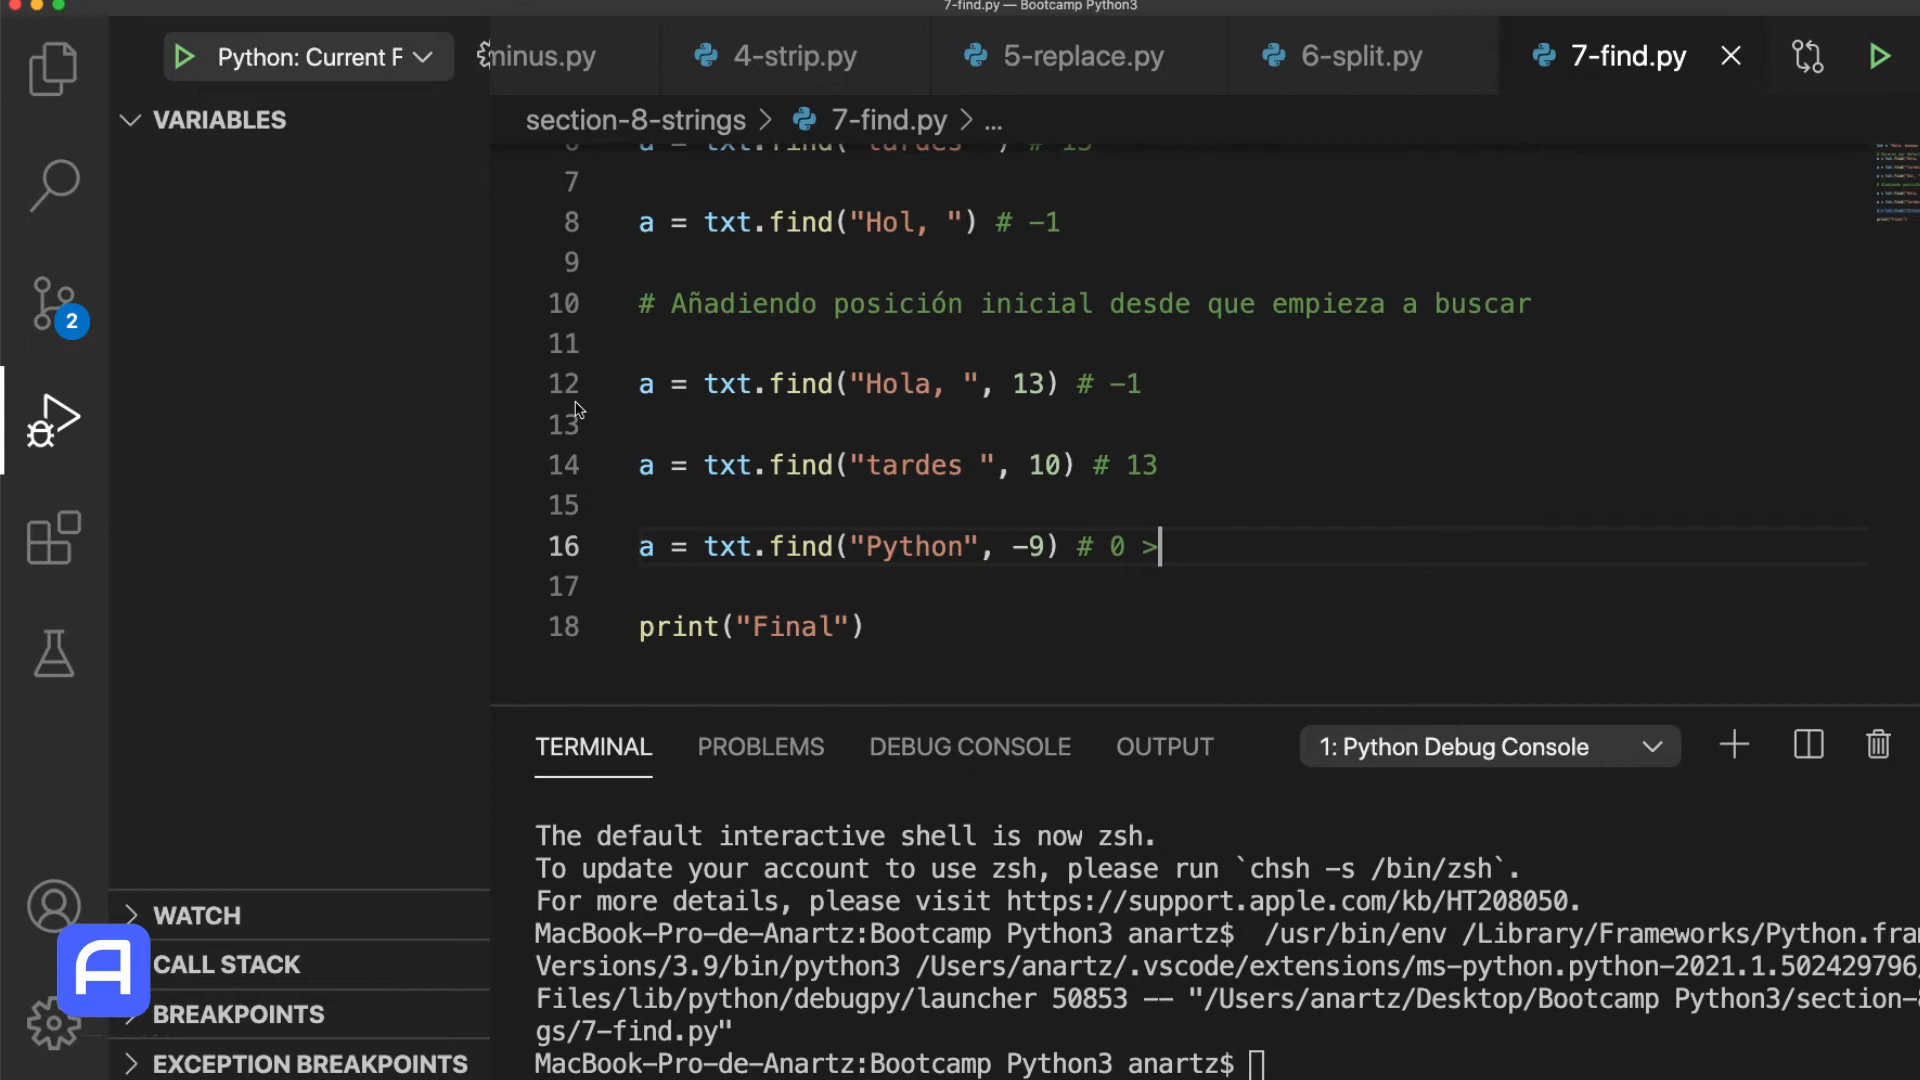 7-find.py — Bootcamp Python3
Python: Current F
minus.py
4-strip.py
5-replace.py
6-split.py
7-find.py
VARIABLES
section-8-strings > 7-find.py > ...
6 a = txt.find("tardes ") # 13
7
8 a = txt.find("Hol, ") # -1
9
10 # Añadiendo posición inicial desde que empieza a buscar
11
12 a = txt.find("Hola, ", 13) # -1
13
14 a = txt.find("tardes ", 10) # 13
15
16 a = txt.find("Python", -9) # 0 >
17
18 print("Final")
2
TERMINAL PROBLEMS DEBUG CONSOLE OUTPUT 1: Python Debug Console
The default interactive shell is now zsh.
To update your account to use zsh, please run `chsh -s /bin/zsh`.
For more details, please visit https://support.apple.com/kb/HT208050.
MacBook-Pro-de-Anartz:Bootcamp Python3 anartz$  /usr/bin/env /Library/Frameworks/Python.fra
Versions/3.9/bin/python3 /Users/anartz/.vscode/extensions/ms-python.python-2021.1.502429796/
Files/lib/python/debugpy/launcher 50853 -- "/Users/anartz/Desktop/Bootcamp Python3/section-8
gs/7-find.py"
MacBook-Pro-de-Anartz:Bootcamp Python3 anartz$
WATCH
CALL STACK
BREAKPOINTS
EXCEPTION BREAKPOINTS